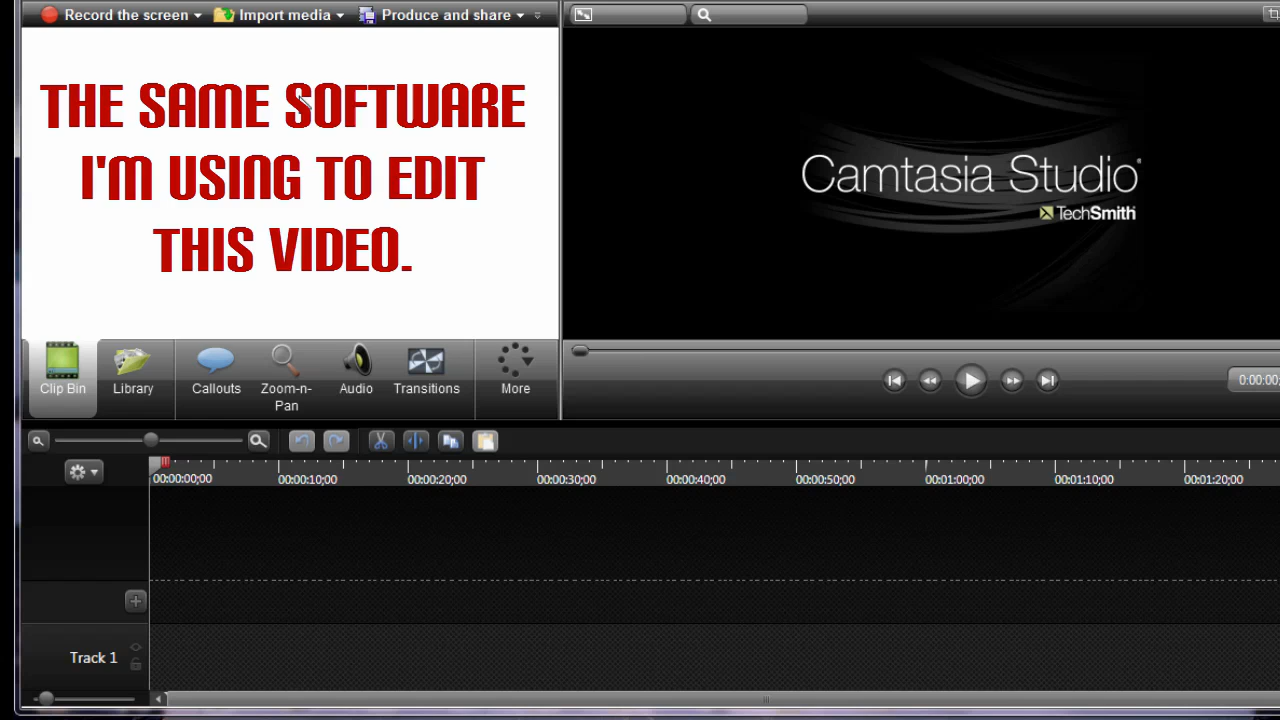 Record the screen Import media Produce and share
THE SAME SOFTWARE
I'M USING TO EDIT
THIS VIDEO.
Camtasia Studio®
TechSmith
Clip Bin Library Callouts Zoom-n-Pan Audio Transitions More
0:00:00;
00:00:00;00 00:00:10;00 00:00:20;00 00:00:30;00 00:00:40;00 00:00:50;00 00:01:00;00 00:01:10;00 00:01:20;00
Track 1